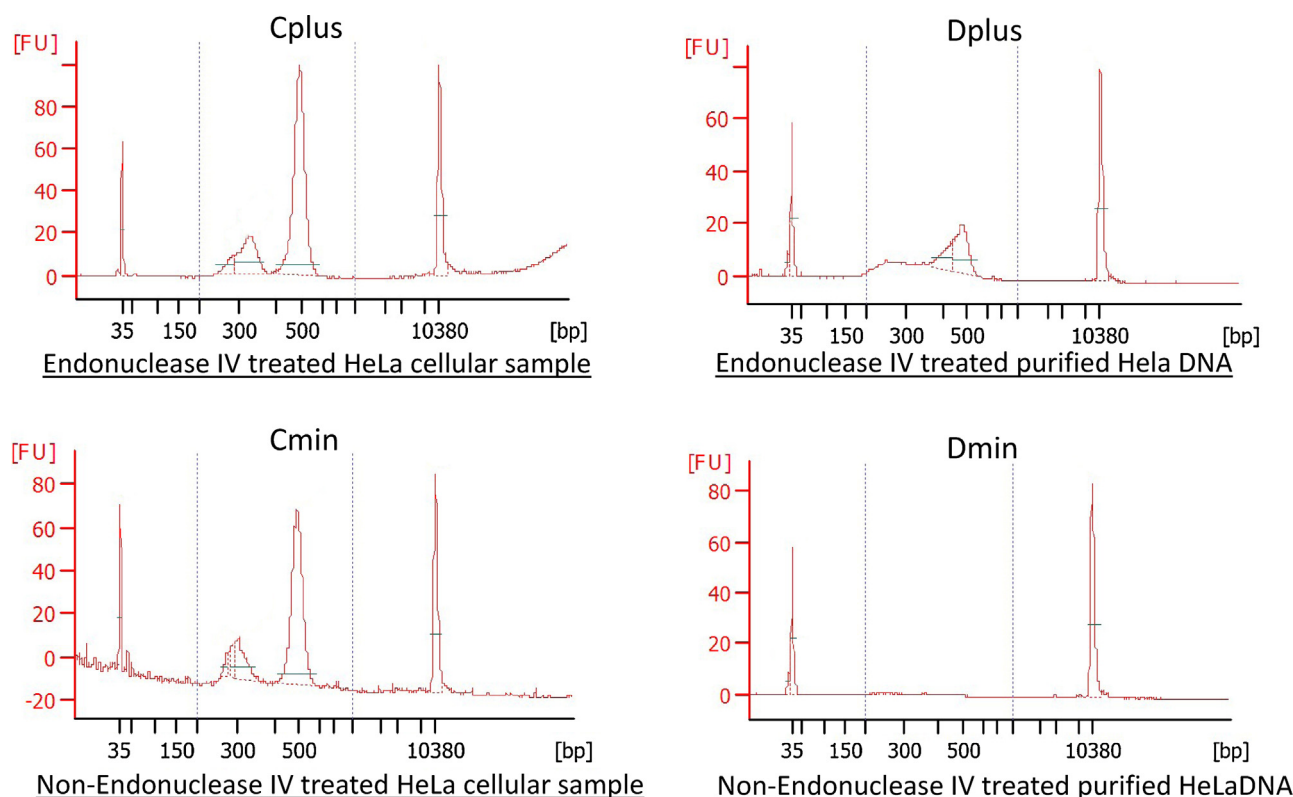 Cplus
[FU]
80
60
40
20
0
35 150 300 500 10380 [bp]
Endonuclease IV treated HeLa cellular sample
Dplus
[FU]
60
40
20
0
35 150 300 500 10380 [bp]
Endonuclease IV treated purified Hela DNA
Cmin
[FU]
80
60
40
20
0
-20
35 150 300 500 10380 [bp]
Non-Endonuclease IV treated HeLa cellular sample
Dmin
[FU]
80
60
40
20
0
35 150 300 500 10380 [bp]
Non-Endonuclease IV treated purified HeLaDNA